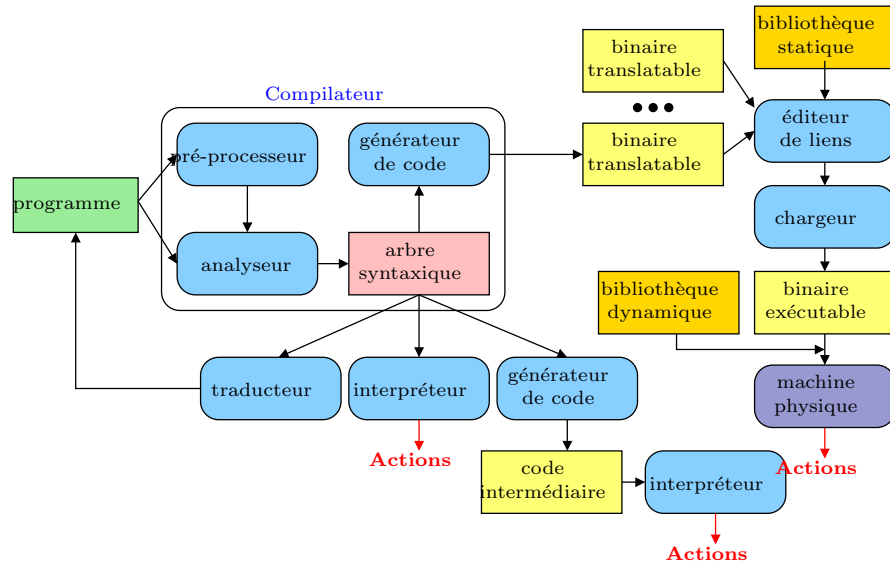 bibliothèque
statique
binaire
translatable
Compilateur
binaire
translatable
éditeur
de liens
pré-processeur
générateur
de code
programme
chargeur
analyseur
arbre
syntaxique
bibliothèque
dynamique
binaire
exécutable
traducteur
interpréteur
générateur
de code
machine
physique
Actions
Actions
code
intermédiaire
interpréteur
Actions